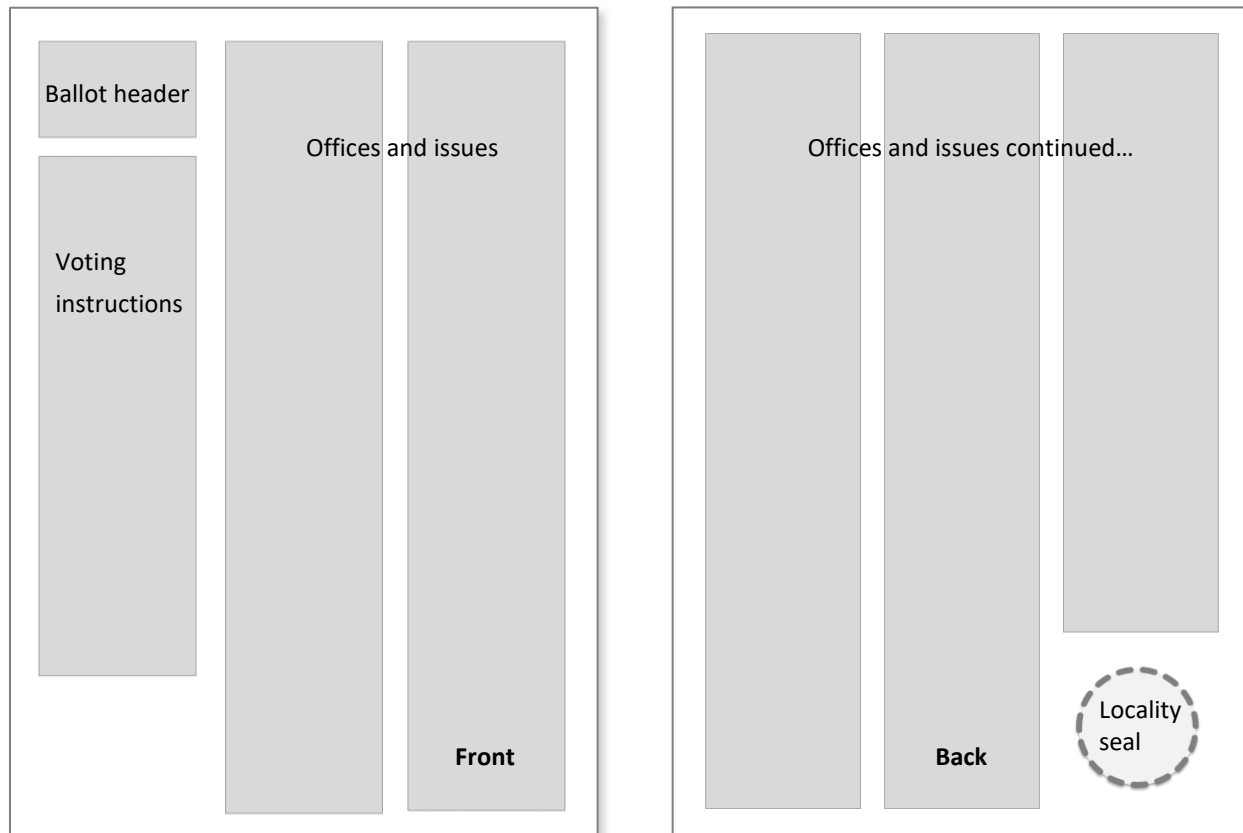 Ballot header
Offices and issues
Voting
instructions
Front
Offices and issues continued…
Locality
seal
Back